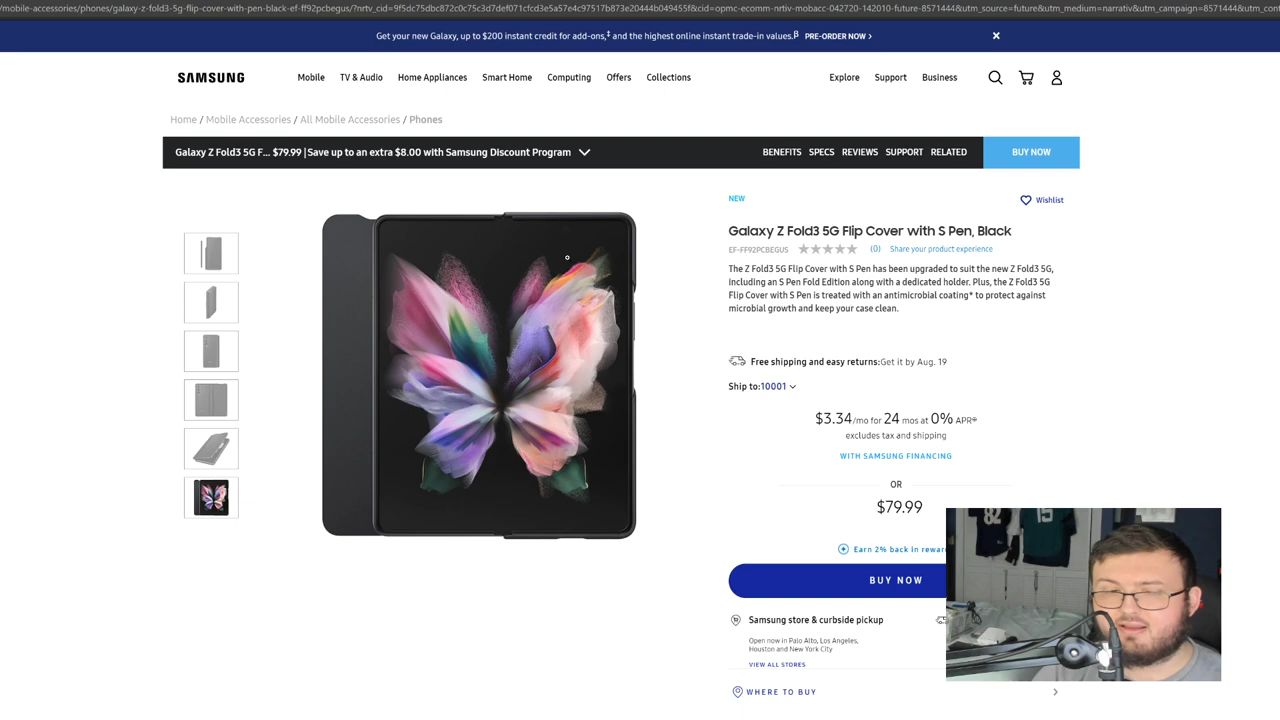 /mobile-accessories/phones/galaxy-z-fold3-5g-flip-cover-with-pen-black-ef-ff92pcbegus/?nrtv_cid=9f5dc75dbc872c0c75c3d7def071cfcd3e5a57e4c97517b873e20444b049455f&cid=opmc-ecomm-nrtiv-mobacc-042720-142010-future-8571444&utm_source=future&utm_medium=narrativ&utm_campaign=8571444&utm_cont
Get your new Galaxy, up to $200 instant credit for add-ons,‡ and the highest online instant trade-in values.β PRE-ORDER NOW >
SAMSUNG
Mobile TV & Audio Home Appliances Smart Home Computing Offers Collections
Explore Support Business
Home / Mobile Accessories / All Mobile Accessories / Phones
Galaxy Z Fold3 5G F... $79.99 | Save up to an extra $8.00 with Samsung Discount Program
BENEFITS SPECS REVIEWS SUPPORT RELATED BUY NOW
NEW
Wishlist
Galaxy Z Fold3 5G Flip Cover with S Pen, Black
EF-FF92PCBEGUS (0) Share your product experience
The Z Fold3 5G Flip Cover with S Pen has been upgraded to suit the new Z Fold3 5G,
including an S Pen Fold Edition along with a dedicated holder. Plus, the Z Fold3 5G
Flip Cover with S Pen is treated with an antimicrobial coating* to protect against
microbial growth and keep your case clean.
Free shipping and easy returns:Get it by Aug. 19
Ship to:10001
$3.34/mo for 24 mos at 0% APR⊕
excludes tax and shipping
WITH SAMSUNG FINANCING
OR
$79.99
Earn 2% back in rewar
BUY NOW
Samsung store & curbside pickup
Open now in Palo Alto, Los Angeles,
Houston and New York City
VIEW ALL STORES
WHERE TO BUY
82
15